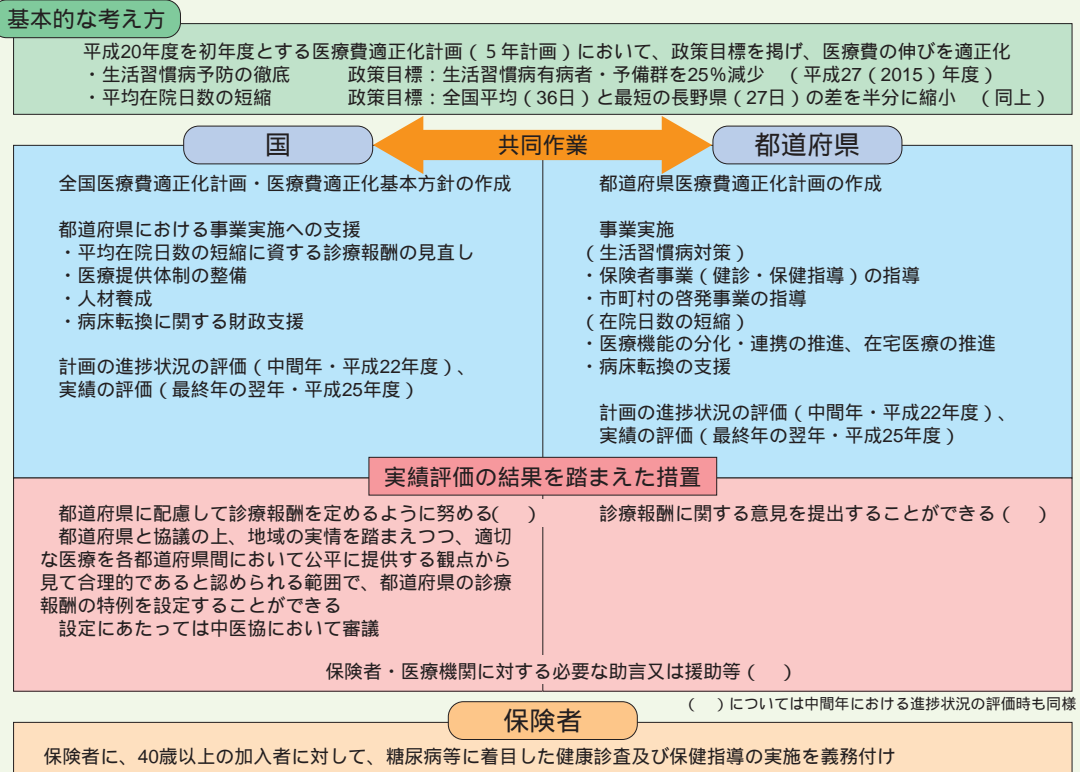 基本的な考え方
平成20年度を初年度とする医療費適正化計画(5年計画)において、政策目標を掲げ、医療費の伸びを適正化
・生活習慣病予防の徹底 政策目標:生活習慣病有病者・予備群を25%減少 (平成27(2015)年度)
・平均在院日数の短縮 政策目標:全国平均(36日)と最短の長野県(27日)の差を半分に縮小 (同上)
国
共同作業
都道府県
全国医療費適正化計画・医療費適正化基本方針の作成
都道府県における事業実施への支援
・平均在院日数の短縮に資する診療報酬の見直し
・医療提供体制の整備
・人材養成
・病床転換に関する財政支援
計画の進捗状況の評価(中間年・平成22年度)、
実績の評価(最終年の翌年・平成25年度)
都道府県医療費適正化計画の作成
事業実施
(生活習慣病対策)
・保険者事業(健診・保健指導)の指導
・市町村の啓発事業の指導
(在院日数の短縮)
・医療機能の分化・連携の推進、在宅医療の推進
・病床転換の支援
計画の進捗状況の評価(中間年・平成22年度)、
実績の評価(最終年の翌年・平成25年度)
実績評価の結果を踏まえた措置
都道府県に配慮して診療報酬を定めるように努める( )
都道府県と協議の上、地域の実情を踏まえつつ、適切
な医療を各都道府県間において公平に提供する観点から
見て合理的であると認められる範囲で、都道府県の診療
報酬の特例を設定することができる
設定にあたっては中医協において審議
診療報酬に関する意見を提出することができる( )
保険者・医療機関に対する必要な助言又は援助等( )
( )については中間年における進捗状況の評価時も同様
保険者
保険者に、40歳以上の加入者に対して、糖尿病等に着目した健康診査及び保健指導の実施を義務付け